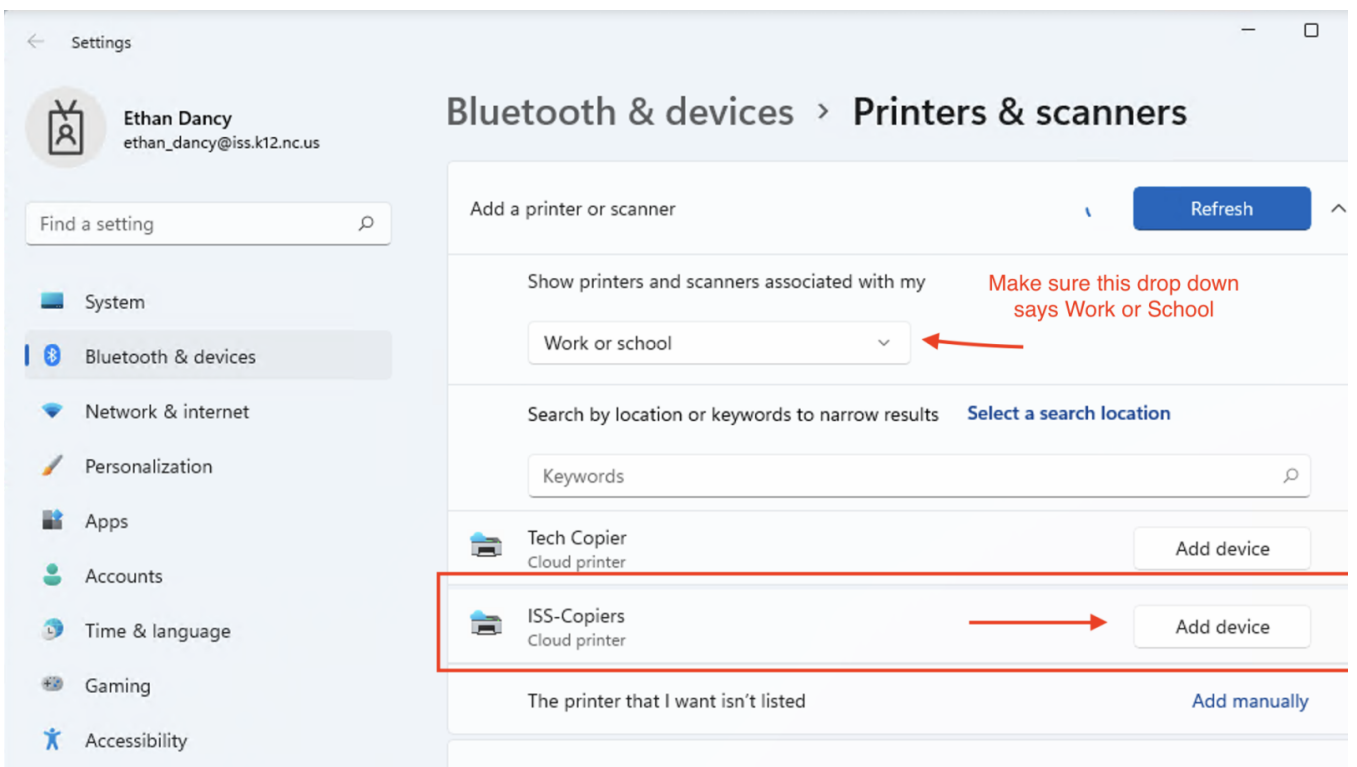 Settings
Ethan Dancy
ethan_dancy@iss.k12.nc.us
Find a setting
System
Bluetooth & devices
Network & internet
Personalization
Apps
Accounts
Time & language
Gaming
Accessibility
Bluetooth & devices › Printers & scanners
Add a printer or scanner
Refresh
Show printers and scanners associated with my
Make sure this drop down
says Work or School
Work or school
Search by location or keywords to narrow results
Select a search location
Keywords
Tech Copier
Cloud printer
Add device
ISS-Copiers
Cloud printer
Add device
The printer that I want isn't listed
Add manually